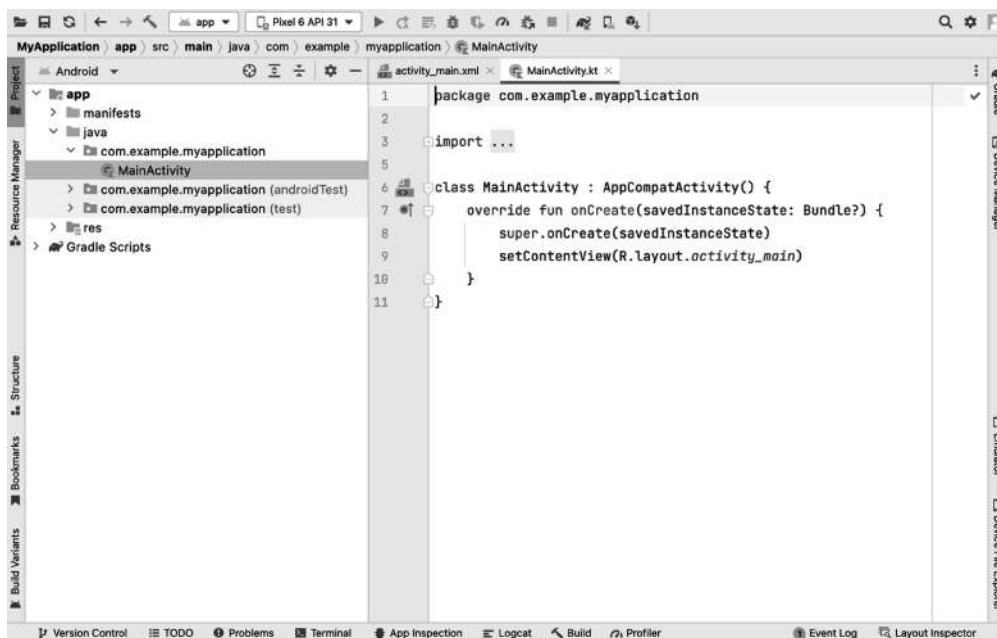 app
Pixel 6 API 31
MyApplication
app
src
main
java
com
example
myapplication
MainActivity
Project
Resource Manager
Structure
Bookmarks
Build Variants
Android
app
manifests
java
com.example.myapplication
MainActivity
com.example.myapplication (androidTest)
com.example.myapplication (test)
res
Gradle Scripts
activity_main.xml
MainActivity.kt
1 package com.example.myapplication
2
3 import ...
5
6 class MainActivity : AppCompatActivity() {
7 override fun onCreate(savedInstanceState: Bundle?) {
8 super.onCreate(savedInstanceState)
9 setContentView(R.layout.activity_main)
10 }
11 }
Version Control
TODO
Problems
Terminal
App Inspection
Logcat
Build
Profiler
Event Log
Layout Inspector